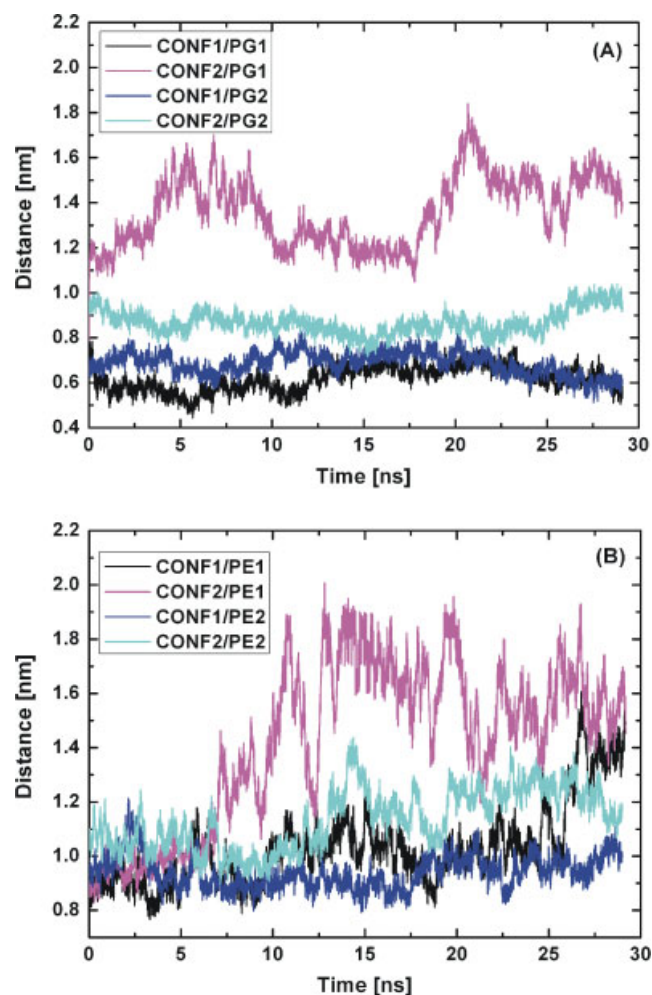 2.2
2.0
1.8
1.6
1.4
1.2
1.0
0.8
0.6
0.4
Distance [nm]
CONF1/PG1
CONF2/PG1
CONF1/PG2
CONF2/PG2
(A)
0 5 10 15 20 25 30
Time [ns]
2.2
2.0
1.8
1.6
1.4
1.2
1.0
0.8
Distance [nm]
CONF1/PE1
CONF2/PE1
CONF1/PE2
CONF2/PE2
(B)
0 5 10 15 20 25 30
Time [ns]